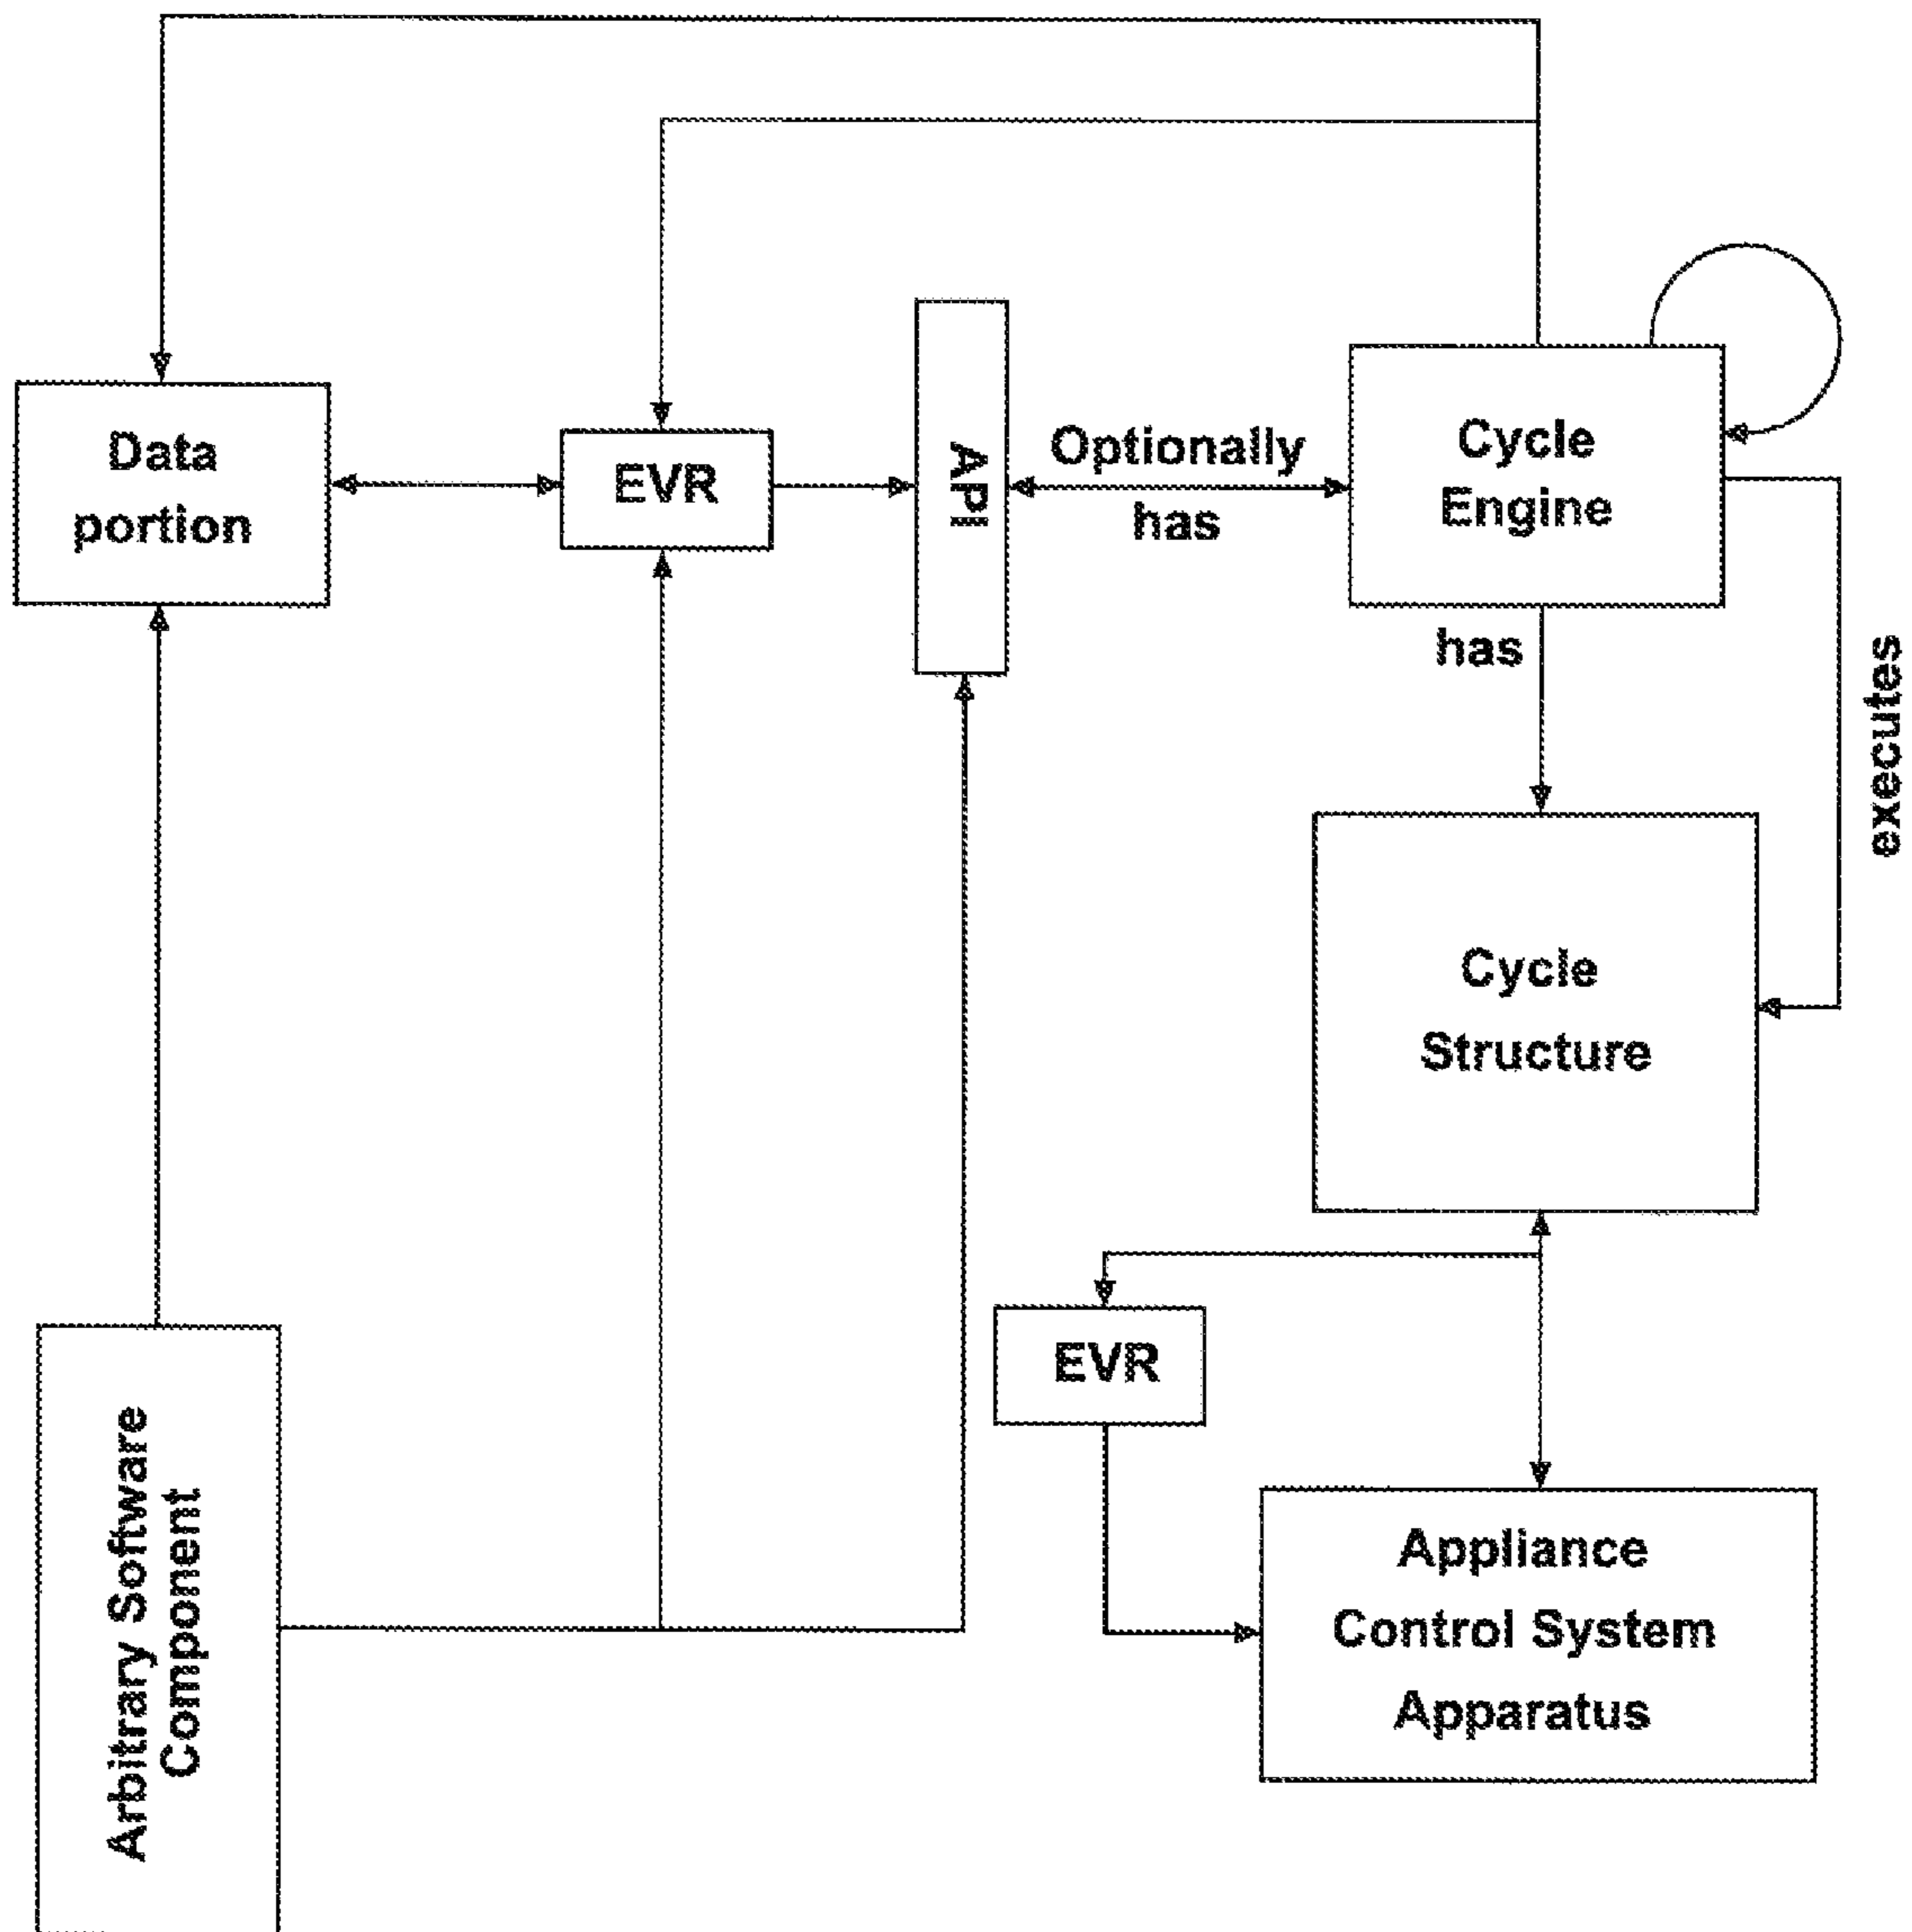 Data
portion
EVR
API
Optionally
has
Cycle
Engine
has
executes
Cycle
Structure
EVR
Arbitrary Software
Component
Appliance
Control System
Apparatus